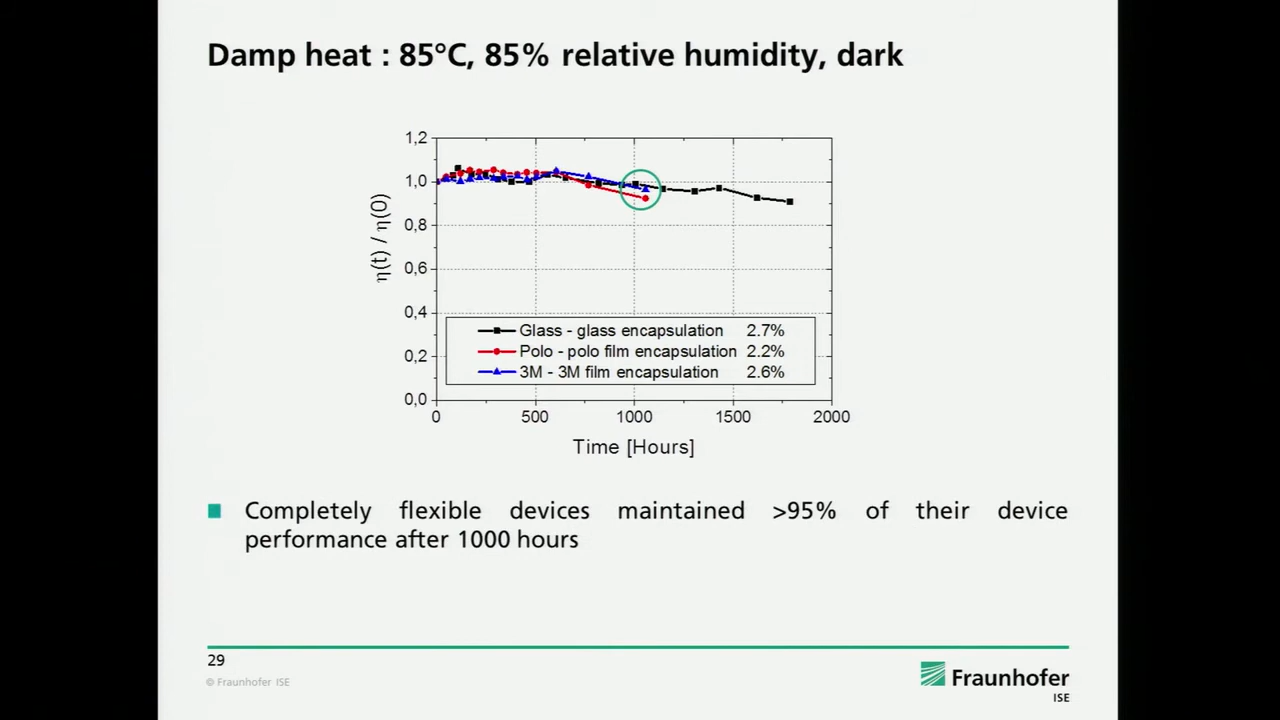 Damp heat : 85°C, 85% relative humidity, dark
1,2
1,0
0,8
0,6
0,4
0,2
0,0
η(t) / η(0)
Glass - glass encapsulation 2.7%
Polo - polo film encapsulation 2.2%
3M - 3M film encapsulation 2.6%
0 500 1000 1500 2000
Time [Hours]
Completely flexible devices maintained >95% of their device
performance after 1000 hours
29
© Fraunhofer ISE
Fraunhofer
ISE